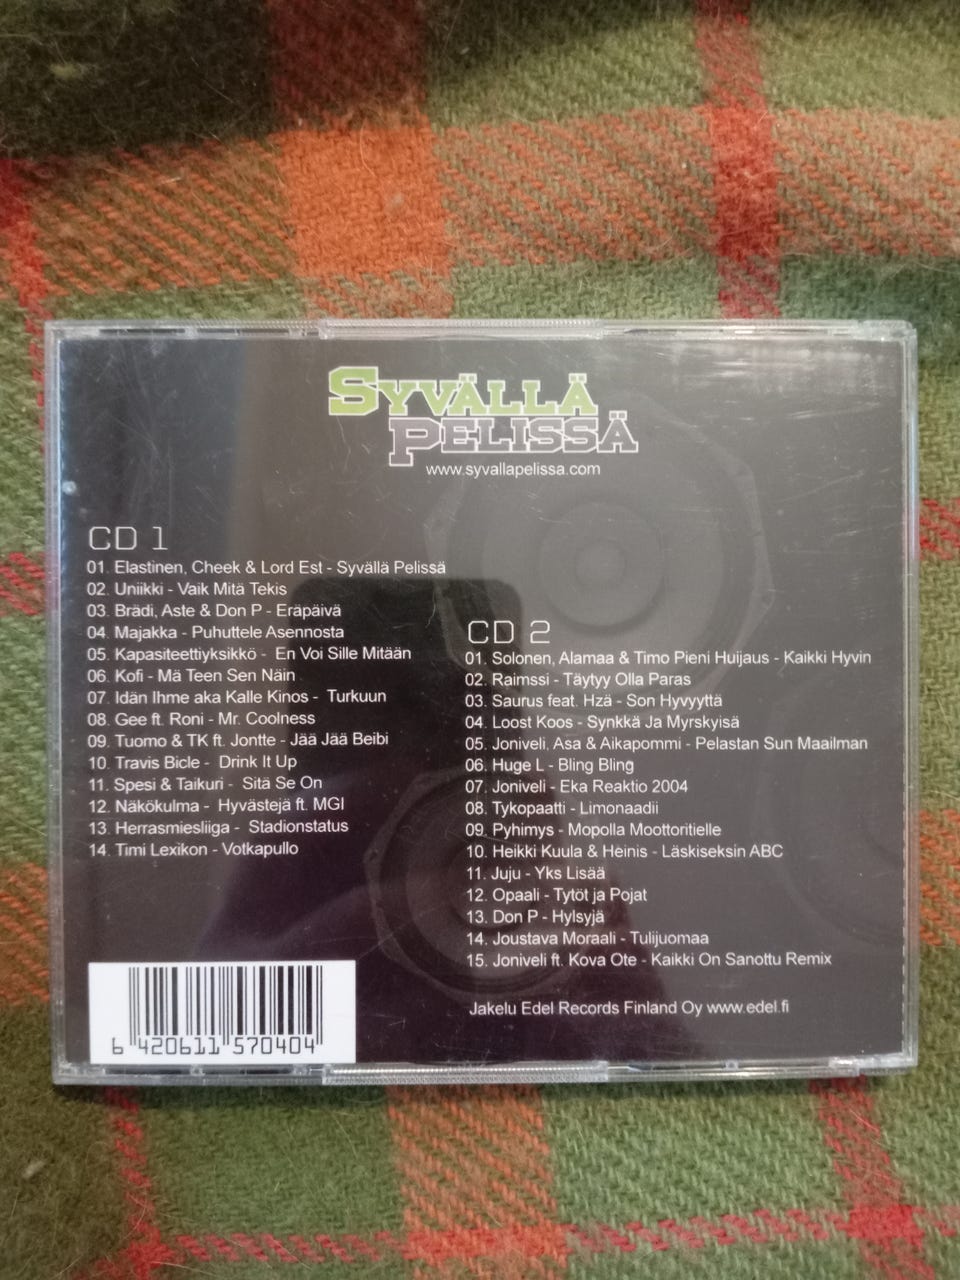 SYVÄLLÄ
PELISSÄ
www.syvallapelissa.com
CD 1
01. Elastinen, Cheek & Lord Est - Syvällä Pelissä
02. Uniikki - Vaik Mitä Tekis
03. Brädi, Aste & Don P - Eräpäivä
04. Majakka - Puhuttele Asennosta
05. Kapasiteettiyksikkö - En Voi Sille Mitään
06. Kofi - Mä Teen Sen Näin
07. Idän Ihme aka Kalle Kinos - Turkuun
08. Gee ft. Roni - Mr. Coolness
09. Tuomo & TK ft. Jontte - Jää Jää Beibi
10. Travis Bicle - Drink It Up
11. Spesi & Taikuri - Sitä Se On
12. Näkökulma - Hyvästejä ft. MGI
13. Herrasmiesliiga - Stadionstatus
14. Timi Lexikon - Votkapullo
CD 2
01. Solonen, Alamaa & Timo Pieni Huijaus - Kaikki Hyvin
02. Raimssi - Täytyy Olla Paras
03. Saurus feat. Hzä - Son Hyvyyttä
04. Loost Koos - Synkkä Ja Myrskyisä
05. Joniveli, Asa & Aikapommi - Pelastan Sun Maailman
06. Huge L - Bling Bling
07. Joniveli - Eka Reaktio 2004
08. Tykopaatti - Limonaadii
09. Pyhimys - Mopolla Moottoritielle
10. Heikki Kuula & Heinis - Läskiseksin ABC
11. Juju - Yks Lisää
12. Opaali - Tytöt ja Pojat
13. Don P - Hylsyjä
14. Joustava Moraali - Tulijuomaa
15. Joniveli ft. Kova Ote - Kaikki On Sanottu Remix
Jakelu Edel Records Finland Oy www.edel.fi
6 420611 570404